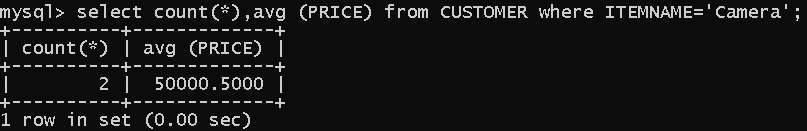 mysql> select count(*),avg (PRICE) from CUSTOMER where ITEMNAME='Camera';
+----------+-------------+
| count(*) | avg (PRICE) |
+----------+-------------+
|        2 |  50000.5000 |
+----------+-------------+
1 row in set (0.00 sec)